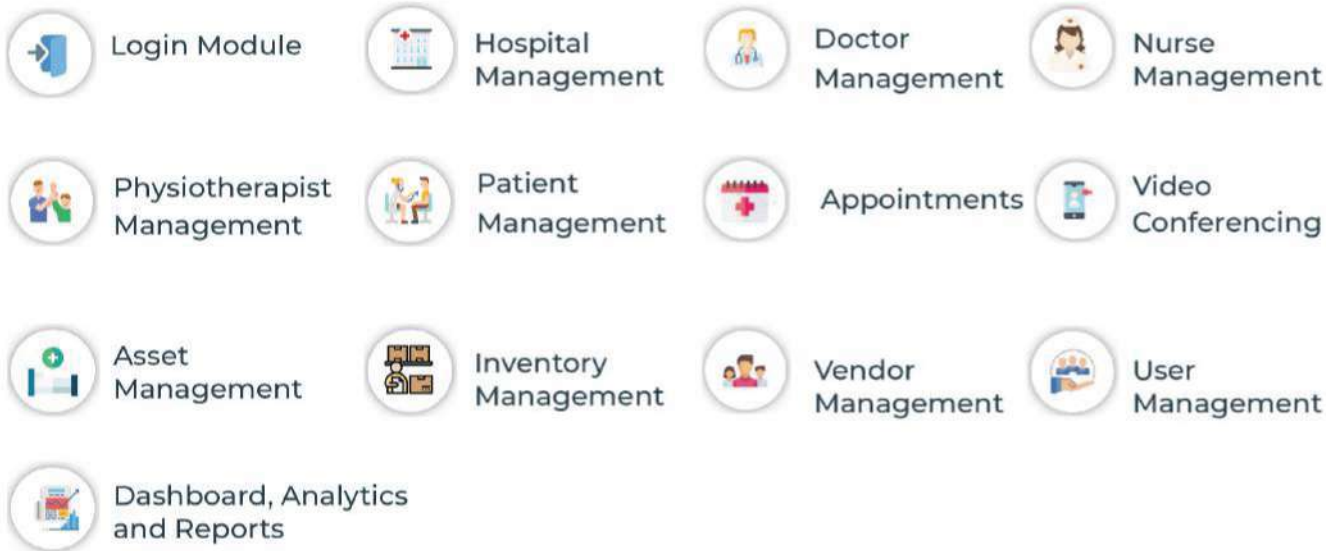 Login Module
Hospital
Management
Doctor
Management
Nurse
Management
Physiotherapist
Management
Patient
Management
Appointments
Video
Conferencing
Asset
Management
Inventory
Management
Vendor
Management
User
Management
Dashboard, Analytics
and Reports